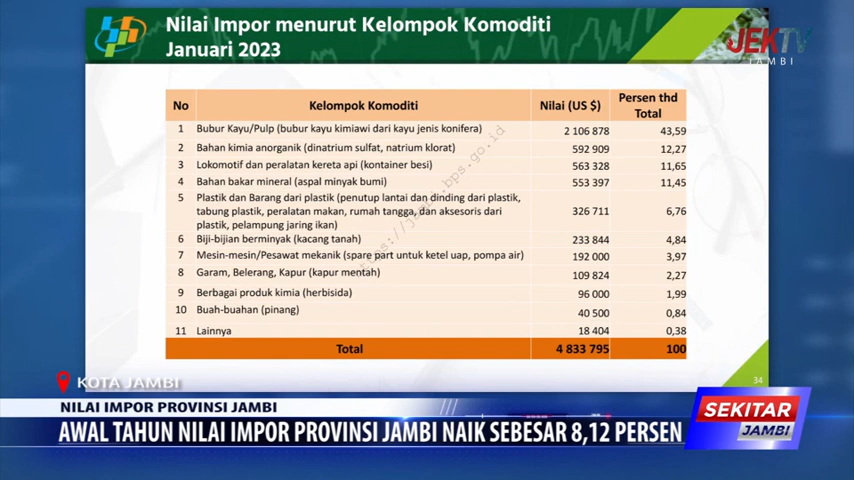 Nilai Impor menurut Kelompok Komoditi
Januari 2023
JEKTV
JAMBI
No Kelompok Komoditi Nilai (US $) Persen thd Total
1 Bubur Kayu/Pulp (bubur kayu kimiawi dari kayu jenis konifera) 2 106 878 43,59
2 Bahan kimia anorganik (dinatrium sulfat, natrium klorat) 592 909 12,27
3 Lokomotif dan peralatan kereta api (kontainer besi) 563 328 11,65
4 Bahan bakar mineral (aspal minyak bumi) 553 397 11,45
5 Plastik dan Barang dari plastik (penutup lantai dan dinding dari plastik,
tabung plastik, peralatan makan, rumah tangga, dan aksesoris dari
plastik, pelampung jaring ikan) 326 711 6,76
6 Biji-bijian berminyak (kacang tanah) 233 844 4,84
7 Mesin-mesin/Pesawat mekanik (spare part untuk ketel uap, pompa air) 192 000 3,97
8 Garam, Belerang, Kapur (kapur mentah) 109 824 2,27
9 Berbagai produk kimia (herbisida) 96 000 1,99
10 Buah-buahan (pinang) 40 500 0,84
11 Lainnya 18 404 0,38
Total 4 833 795 100
https://jambi.bps.go.id
34
KOTA JAMBI
NILAI IMPOR PROVINSI JAMBI
AWAL TAHUN NILAI IMPOR PROVINSI JAMBI NAIK SEBESAR 8,12 PERSEN
SEKITAR
JAMBI